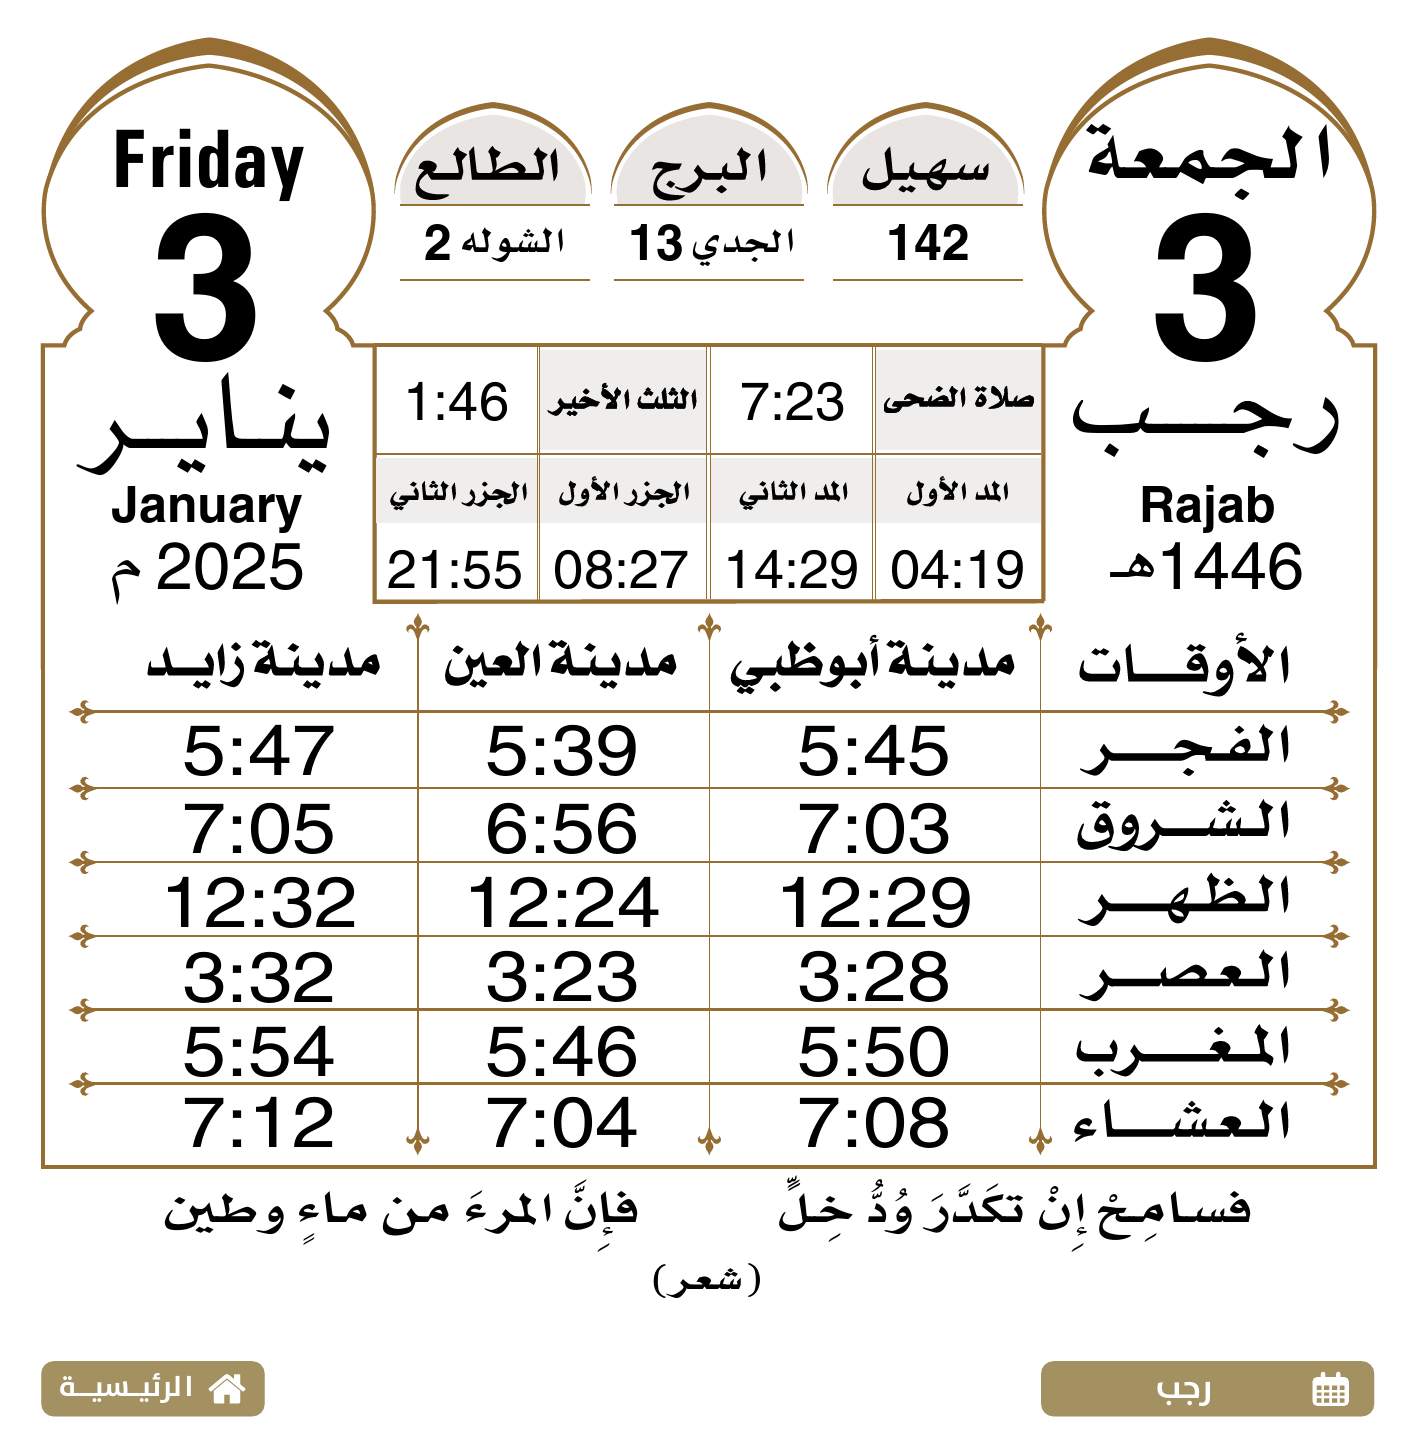 الجمعة
3
رجب
Rajab
1446هـ
سهيل
142
البرج
الجدي 13
الطالع
الشوله 2
Friday
3
يناير
January
2025 م
صلاة الضحى 7:23 الثلث الأخير 1:46
المد الأول المد الثاني الجزر الأول الجزر الثاني
04:19 14:29 08:27 21:55
الأوقات مدينة أبوظبي مدينة العين مدينة زايد
الفجر 5:45 5:39 5:47
الشروق 7:03 6:56 7:05
الظهر 12:29 12:24 12:32
العصر 3:28 3:23 3:32
المغرب 5:50 5:46 5:54
العشاء 7:08 7:04 7:12
فسامِحْ إِنْ تكَدَّرَ وُدُّ خِلٍّ فإِنَّ المرءَ من ماءٍ وطين
(شعر)
رجب
الرئيسية